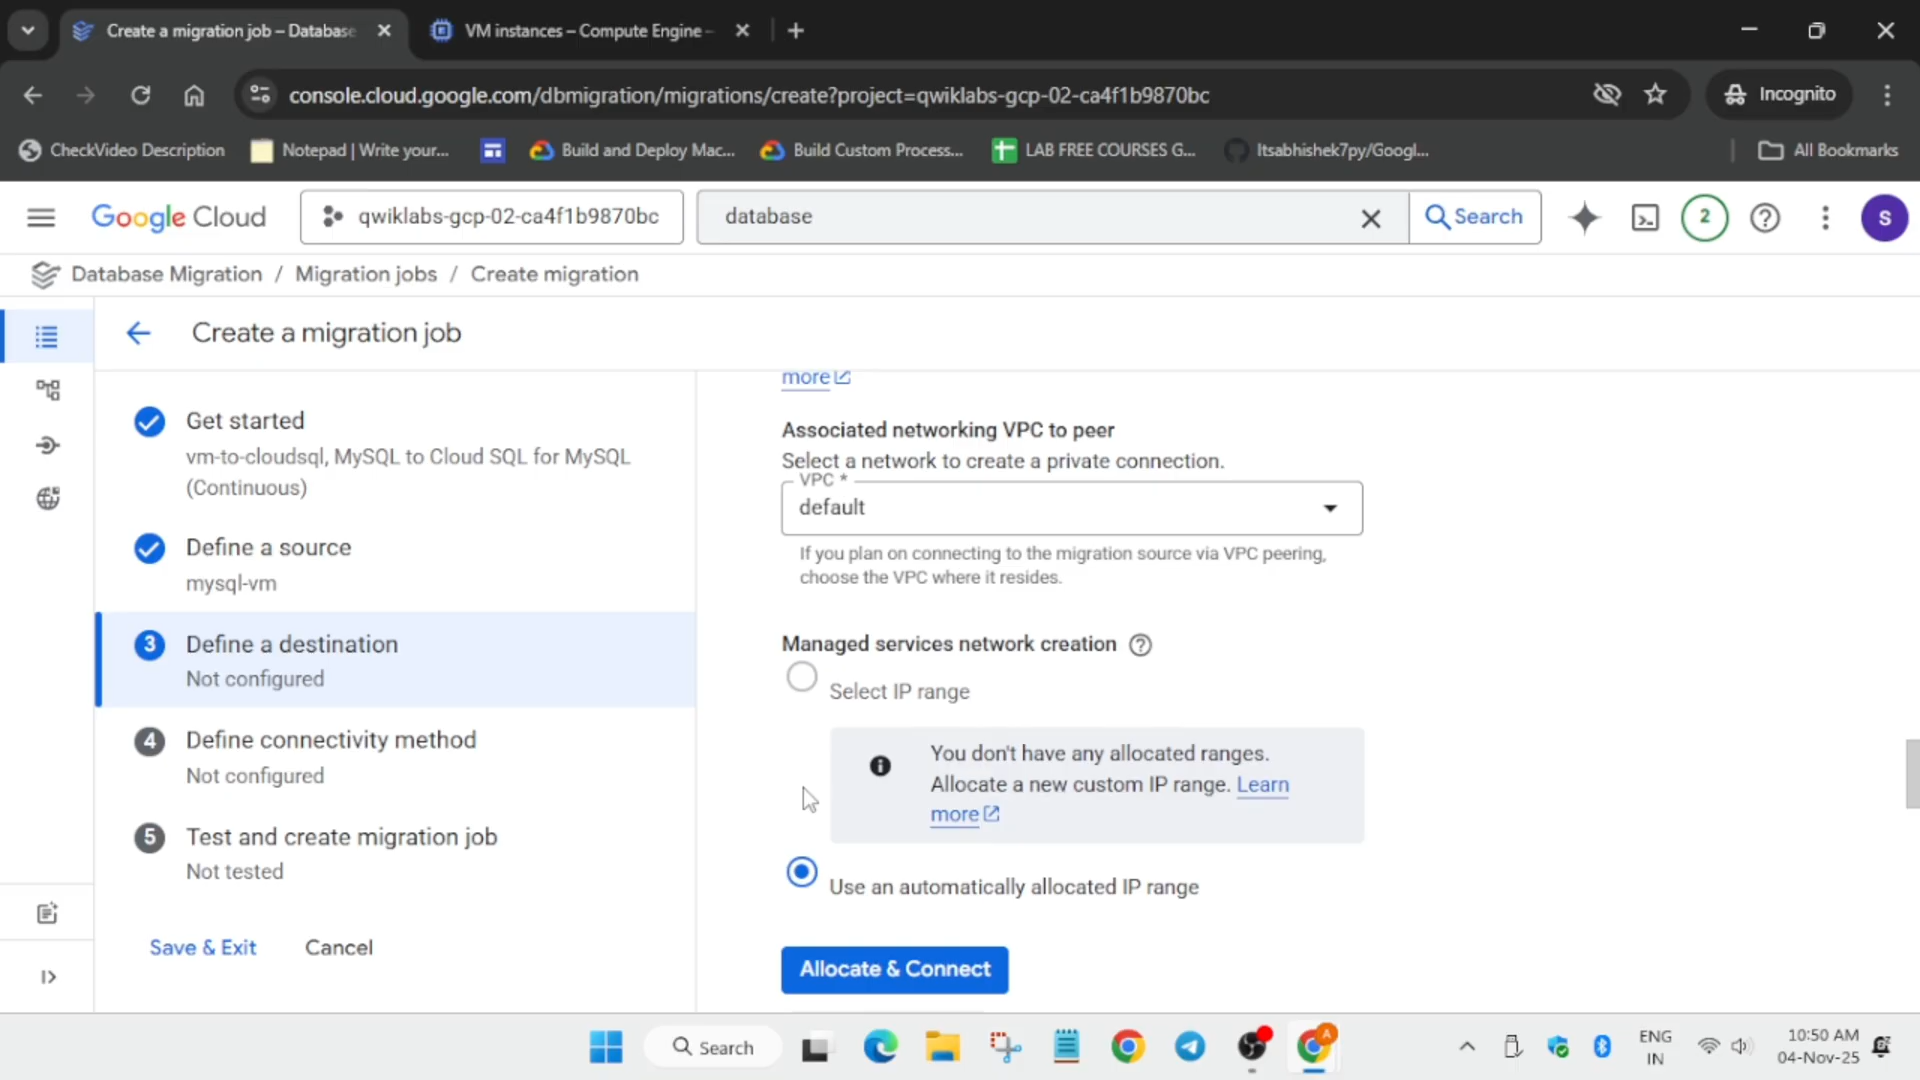 Create a migration job – Database
VM instances – Compute Engine –
console.cloud.google.com/dbmigration/migrations/create?project=qwiklabs-gcp-02-ca4f1b9870bc
Incognito
CheckVideo Description
Notepad | Write your...
Build and Deploy Mac...
Build Custom Process...
LAB FREE COURSES G...
Itsabhishek7py/Googl...
All Bookmarks
Google Cloud
qwiklabs-gcp-02-ca4f1b9870bc
database
Search
2
S
Database Migration / Migration jobs / Create migration
Create a migration job
Get started
vm-to-cloudsql, MySQL to Cloud SQL for MySQL
(Continuous)
Define a source
mysql-vm
3 Define a destination
Not configured
4 Define connectivity method
Not configured
5 Test and create migration job
Not tested
Save & Exit
Cancel
more
Associated networking VPC to peer
Select a network to create a private connection.
VPC *
default
If you plan on connecting to the migration source via VPC peering,
choose the VPC where it resides.
Managed services network creation
Select IP range
You don't have any allocated ranges.
Allocate a new custom IP range. Learn
more
Use an automatically allocated IP range
Allocate & Connect
Search
A
ENG
IN
10:50 AM
04-Nov-25